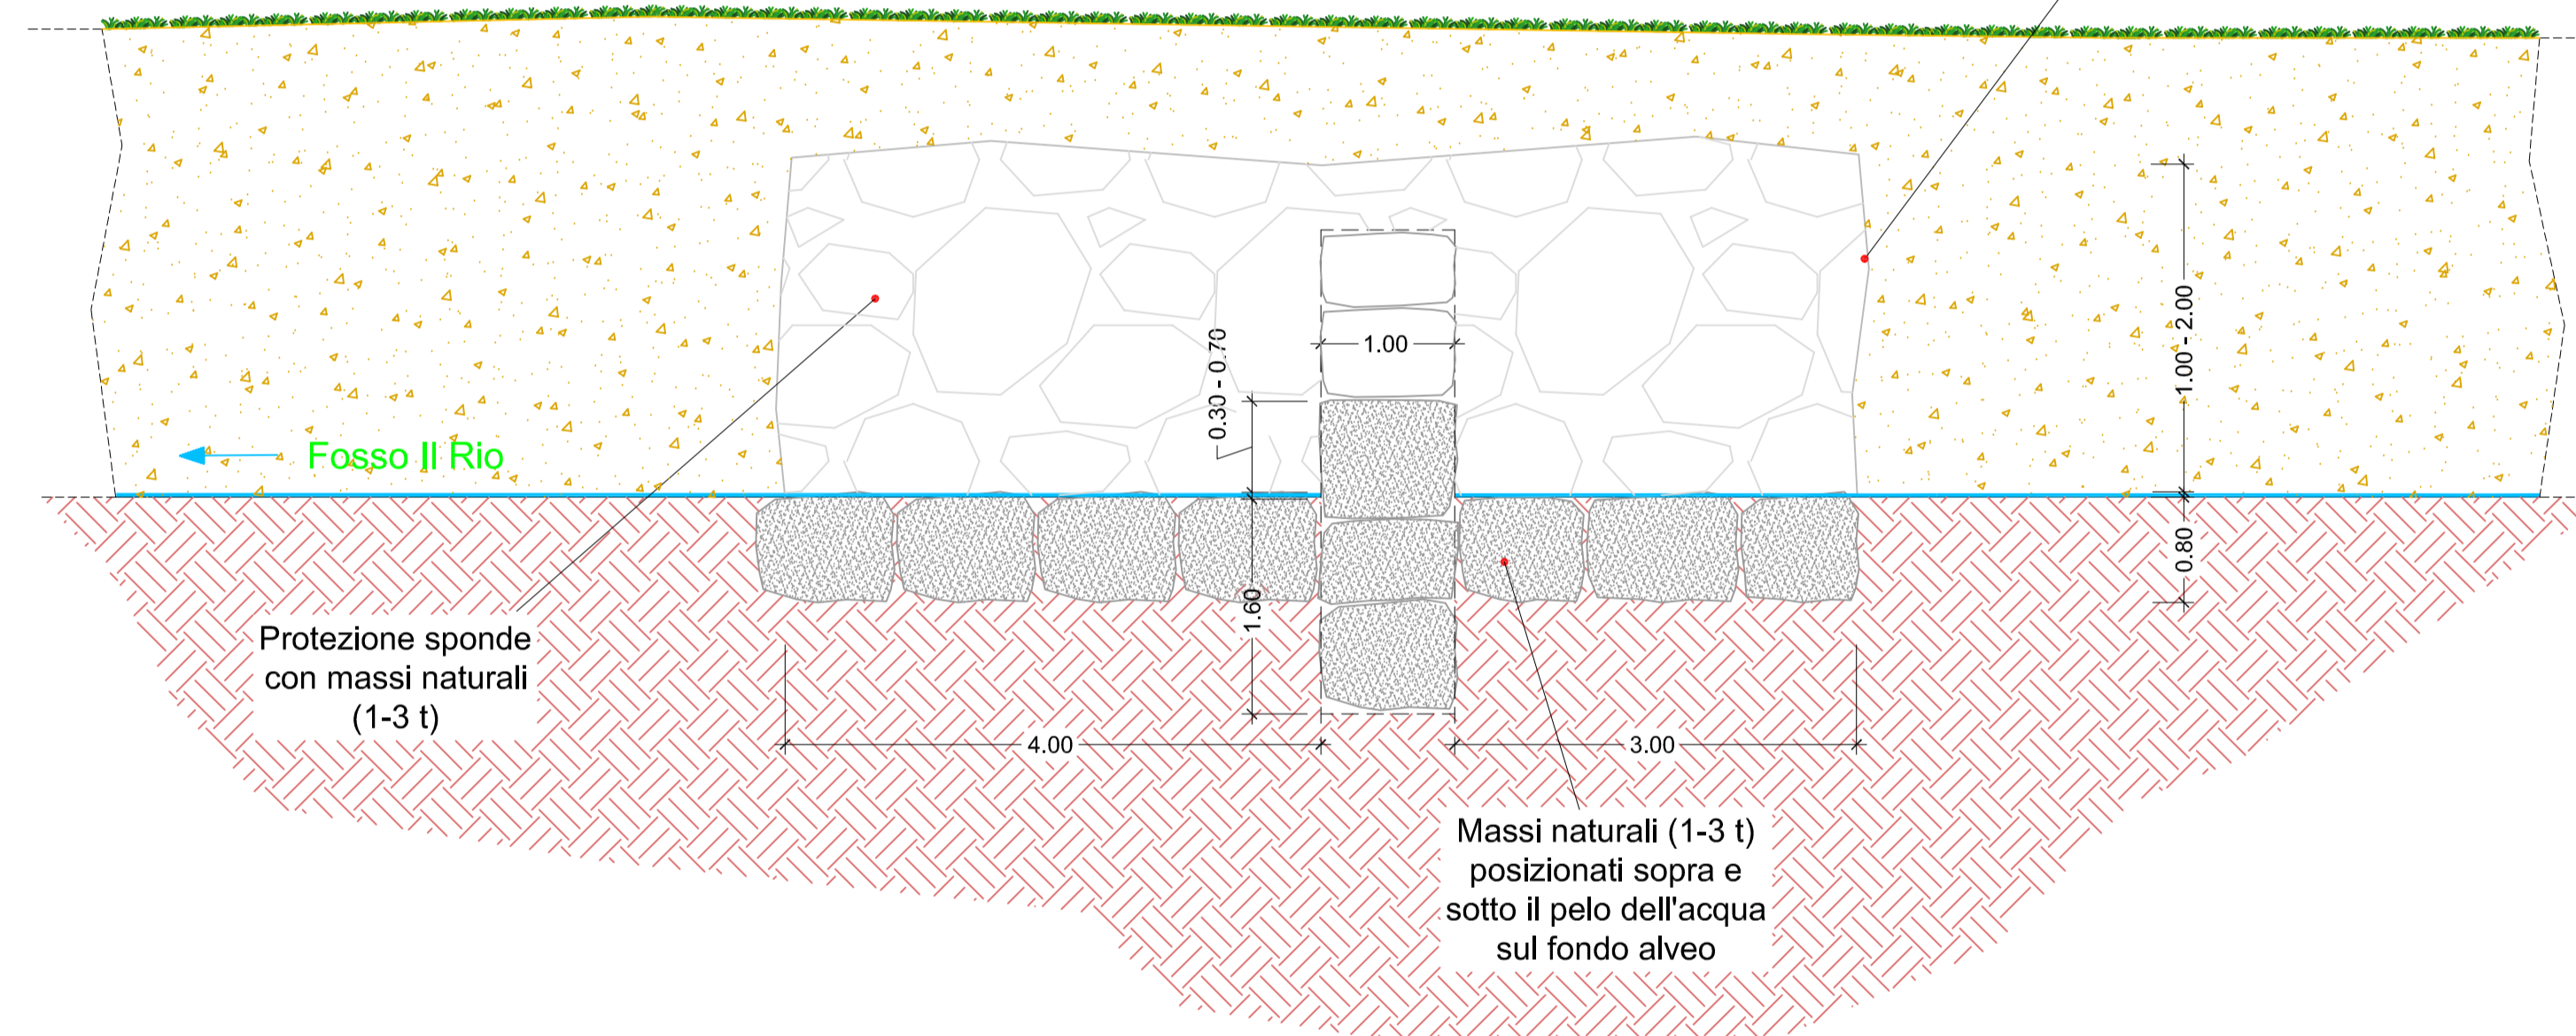 1.00 - 2.00
0.30 - 0.70
1.00
Fosso Il Rio
0.80
1.60
Protezione sponde
con massi naturali
(1-3 t)
4.00
3.00
Massi naturali (1-3 t)
posizionati sopra e
sotto il pelo dell'acqua
sul fondo alveo